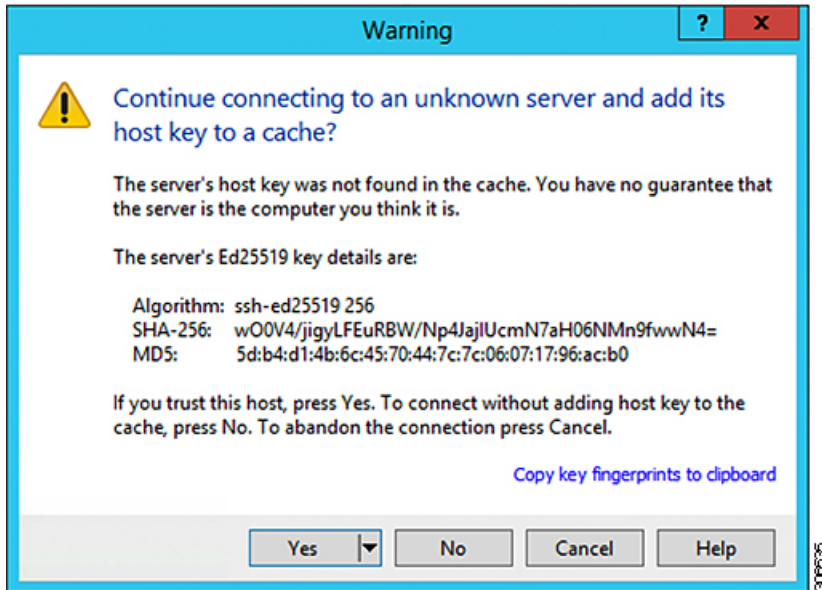 Warning
?
x
Continue connecting to an unknown server and add its
host key to a cache?
The server's host key was not found in the cache. You have no guarantee that
the server is the computer you think it is.
The server's Ed25519 key details are:
Algorithm: ssh-ed25519 256
SHA-256: wO0V4/jigyLFEuRBW/Np4JajlUcmN7aH06NMn9fwwN4=
MD5: 5d:b4:d1:4b:6c:45:70:44:7c:7c:06:07:17:96:ac:b0
If you trust this host, press Yes. To connect without adding host key to the
cache, press No. To abandon the connection press Cancel.
Copy key fingerprints to clipboard
Yes
No
Cancel
Help